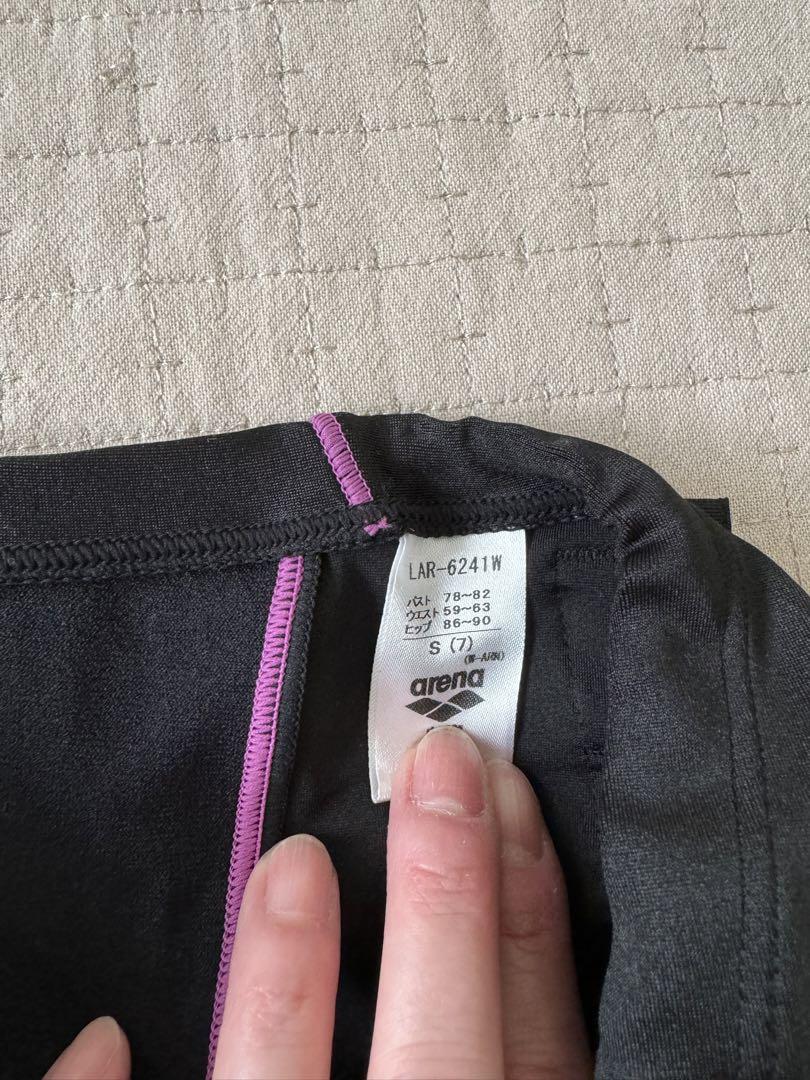 LAR-6241W
バスト 78~82
ウエスト 59~63
ヒップ 86~90
S (7)
(W-ARN)
arena